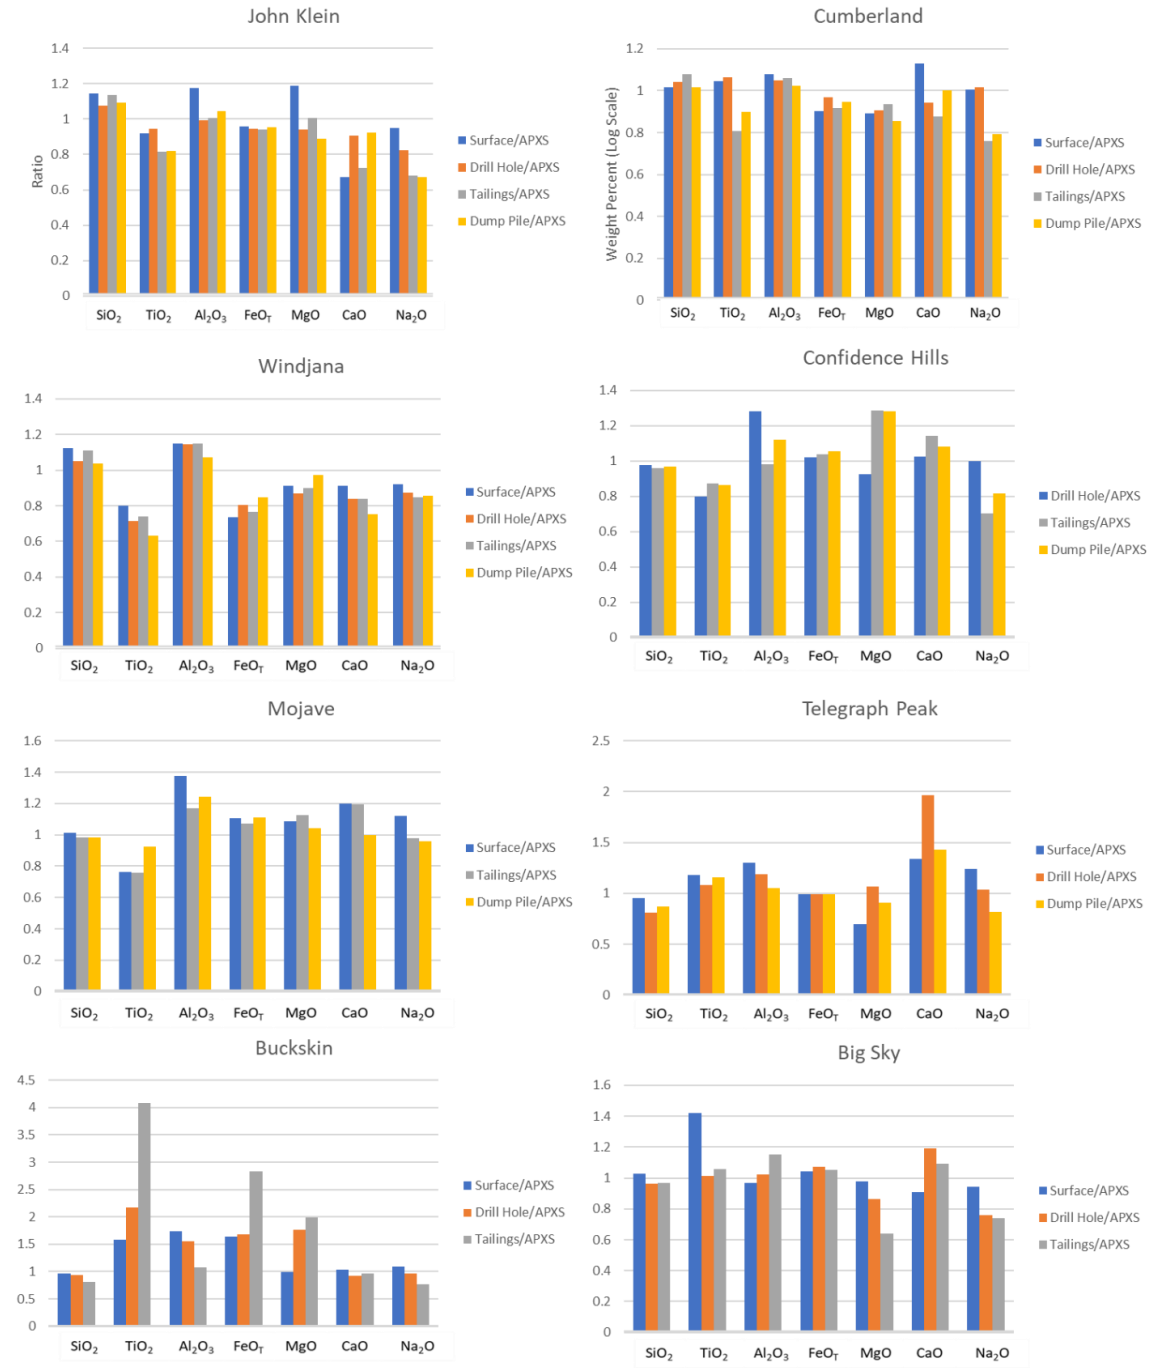 John Klein
1.4
1.2
1
0.8
0.6
0.4
0.2
0
Ratio
SiO₂ TiO₂ Al₂O₃ FeO_T MgO CaO Na₂O
Surface/APXS
Drill Hole/APXS
Tailings/APXS
Dump Pile/APXS
Cumberland
1.2
1
0.8
0.6
0.4
0.2
0
Weight Percent (Log Scale)
SiO₂ TiO₂ Al₂O₃ FeO_T MgO CaO Na₂O
Surface/APXS
Drill Hole/APXS
Tailings/APXS
Dump Pile/APXS
Windjana
1.4
1.2
1
0.8
0.6
0.4
0.2
0
SiO₂ TiO₂ Al₂O₃ FeO_T MgO CaO Na₂O
Surface/APXS
Drill Hole/APXS
Tailings/APXS
Dump Pile/APXS
Confidence Hills
1.4
1.2
1
0.8
0.6
0.4
0.2
0
SiO₂ TiO₂ Al₂O₃ FeO_T MgO CaO Na₂O
Drill Hole/APXS
Tailings/APXS
Dump Pile/APXS
Mojave
1.6
1.4
1.2
1
0.8
0.6
0.4
0.2
0
SiO₂ TiO₂ Al₂O₃ FeO_T MgO CaO Na₂O
Surface/APXS
Tailings/APXS
Dump Pile/APXS
Telegraph Peak
2.5
2
1.5
1
0.5
0
SiO₂ TiO₂ Al₂O₃ FeO_T MgO CaO Na₂O
Surface/APXS
Drill Hole/APXS
Dump Pile/APXS
Buckskin
4.5
4
3.5
3
2.5
2
1.5
1
0.5
0
SiO₂ TiO₂ Al₂O₃ FeO_T MgO CaO Na₂O
Surface/APXS
Drill Hole/APXS
Tailings/APXS
Big Sky
1.6
1.4
1.2
1
0.8
0.6
0.4
0.2
0
SiO₂ TiO₂ Al₂O₃ FeO_T MgO CaO Na₂O
Surface/APXS
Drill Hole/APXS
Tailings/APXS